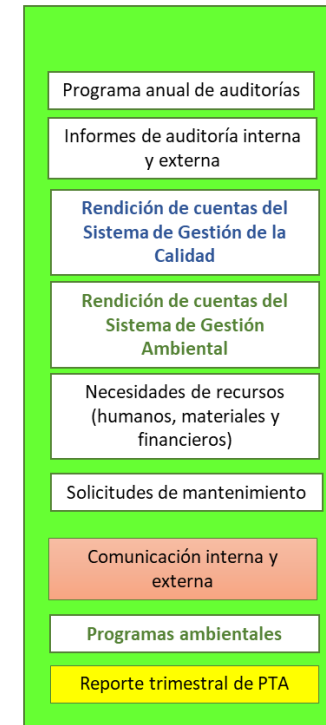 Programa anual de auditorías
Informes de auditoría interna
y externa
Rendición de cuentas del
Sistema de Gestión de la
Calidad
Rendición de cuentas del
Sistema de Gestión
Ambiental
Necesidades de recursos
(humanos, materiales y
financieros)
Solicitudes de mantenimiento
Comunicación interna y
externa
Programas ambientales
Reporte trimestral de PTA